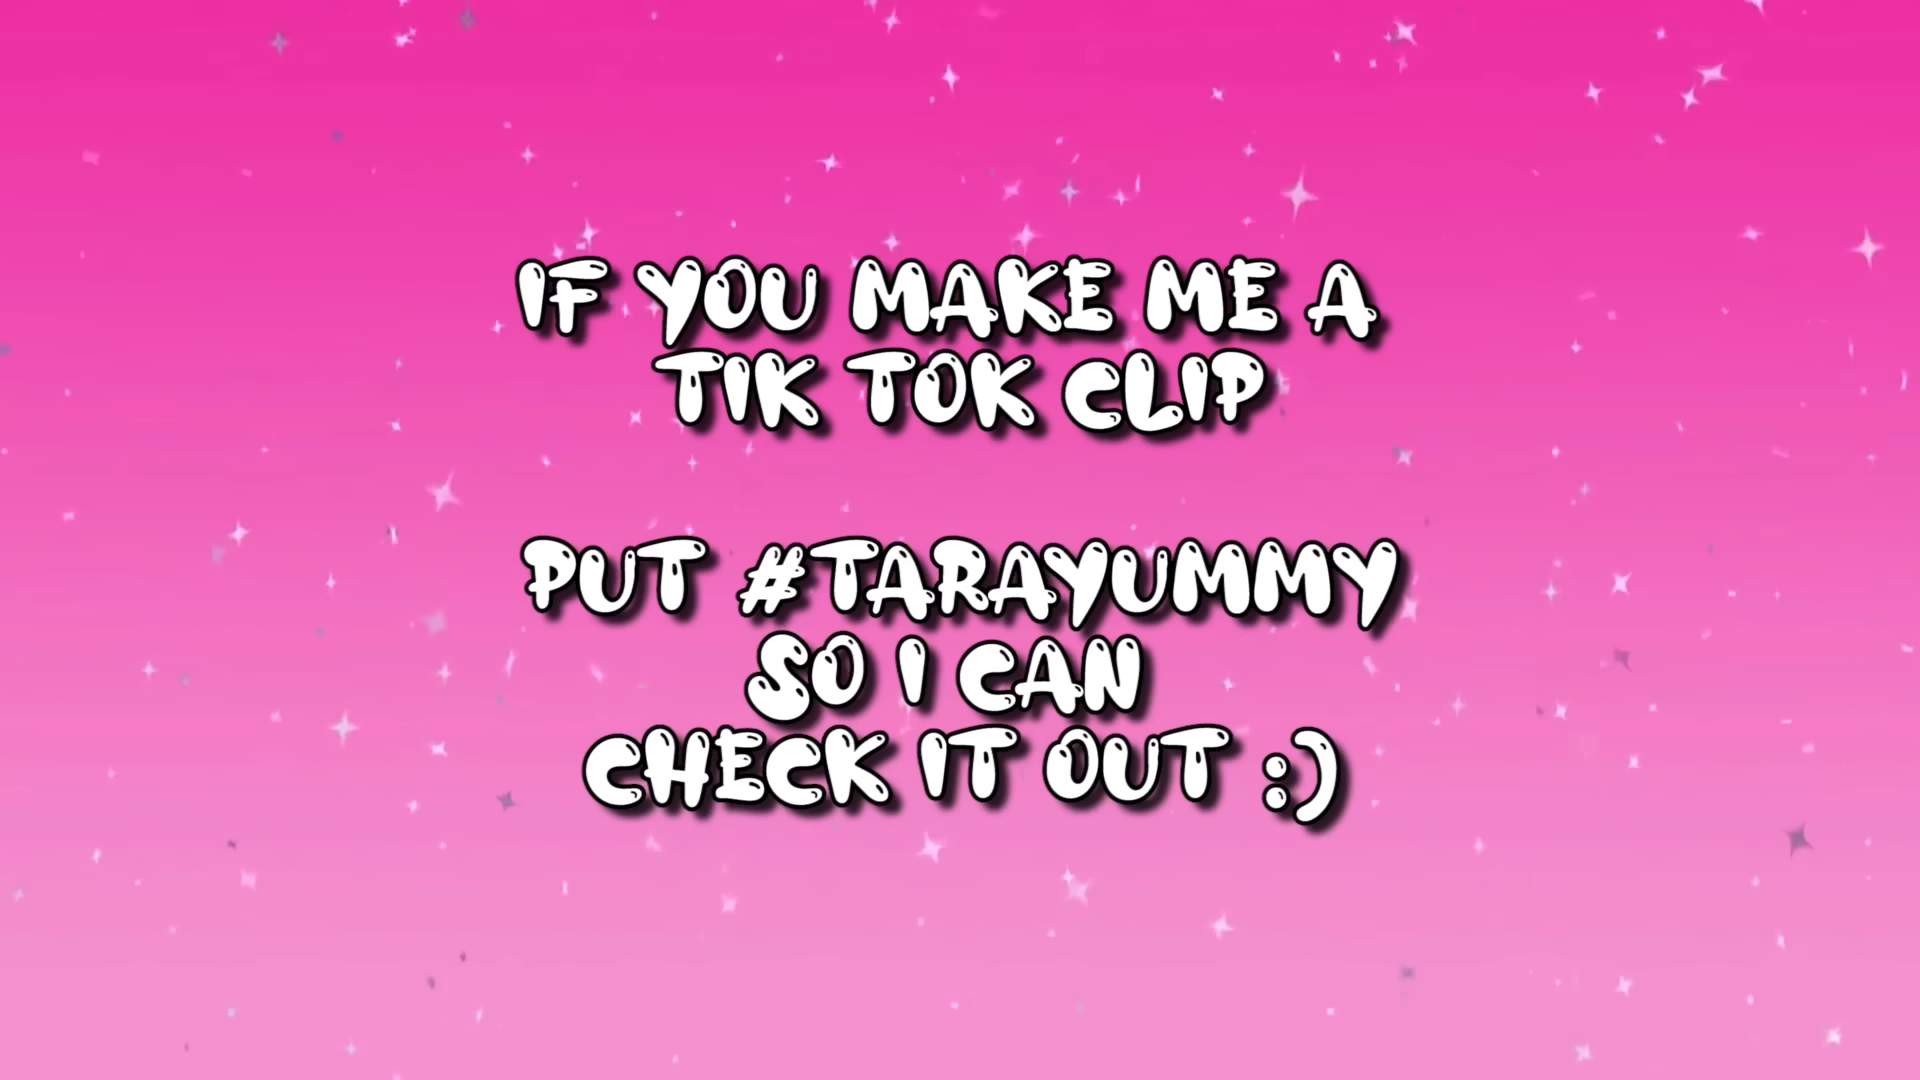 IF YOU MAKE ME A
TIK TOK CLIP
PUT #TARAYUMMY
SO I CAN
CHECK IT OUT :)